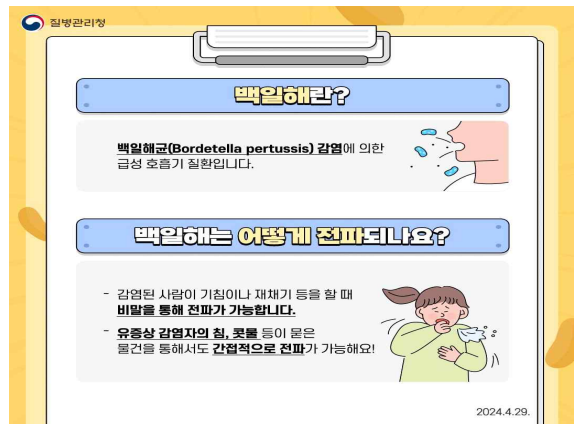 질병관리청
백일해란?
백일해균(Bordetella pertussis) 감염에 의한
급성 호흡기 질환입니다.
백일해는 어떻게 전파되나요?
- 감염된 사람이 기침이나 재채기 등을 할 때
비말을 통해 전파가 가능합니다.
- 유증상 감염자의 침, 콧물 등이 묻은
물건을 통해서도 간접적으로 전파가 가능해요!
2024.4.29.